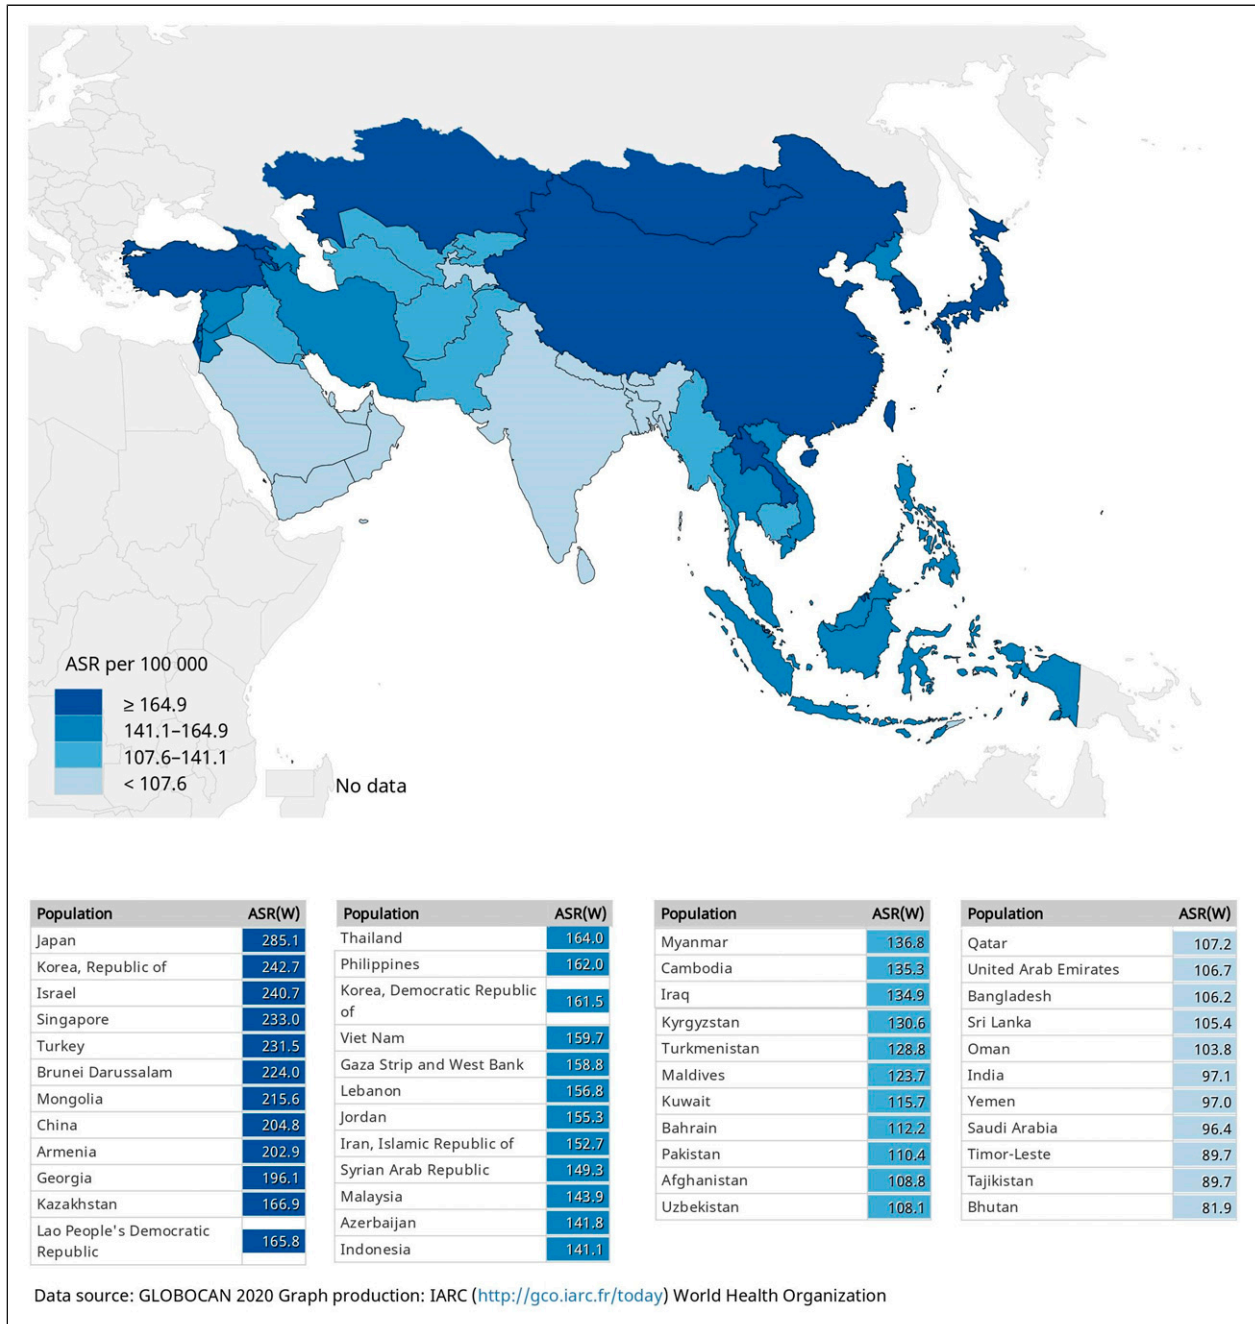 ASR per 100 000
≥ 164.9
141.1–164.9
107.6–141.1
< 107.6
No data
Population ASR(W)
Japan 285.1
Korea, Republic of 242.7
Israel 240.7
Singapore 233.0
Turkey 231.5
Brunei Darussalam 224.0
Mongolia 215.6
China 204.8
Armenia 202.9
Georgia 196.1
Kazakhstan 166.9
Lao People's Democratic
Republic 165.8
Population ASR(W)
Thailand 164.0
Philippines 162.0
Korea, Democratic Republic
of 161.5
Viet Nam 159.7
Gaza Strip and West Bank 158.8
Lebanon 156.8
Jordan 155.3
Iran, Islamic Republic of 152.7
Syrian Arab Republic 149.3
Malaysia 143.9
Azerbaijan 141.8
Indonesia 141.1
Population ASR(W)
Myanmar 136.8
Cambodia 135.3
Iraq 134.9
Kyrgyzstan 130.6
Turkmenistan 128.8
Maldives 123.7
Kuwait 115.7
Bahrain 112.2
Pakistan 110.4
Afghanistan 108.8
Uzbekistan 108.1
Population ASR(W)
Qatar 107.2
United Arab Emirates 106.7
Bangladesh 106.2
Sri Lanka 105.4
Oman 103.8
India 97.1
Yemen 97.0
Saudi Arabia 96.4
Timor-Leste 89.7
Tajikistan 89.7
Bhutan 81.9
Data source: GLOBOCAN 2020 Graph production: IARC (http://gco.iarc.fr/today) World Health Organization